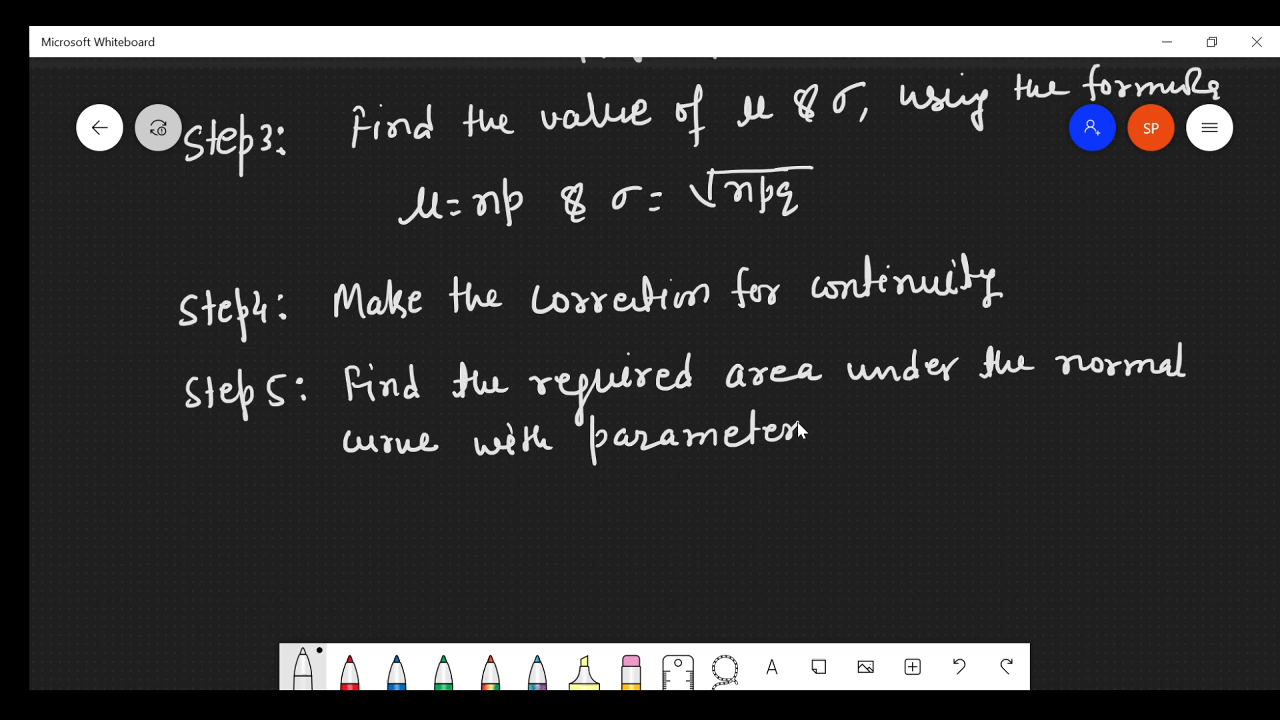 Microsoft Whiteboard
Step3: Find the value of μ & σ, using the formula
SP
μ = np & σ = √npq
Step4: Make the correction for continuity
Step 5: Find the required area under the normal
curve with parameter
A